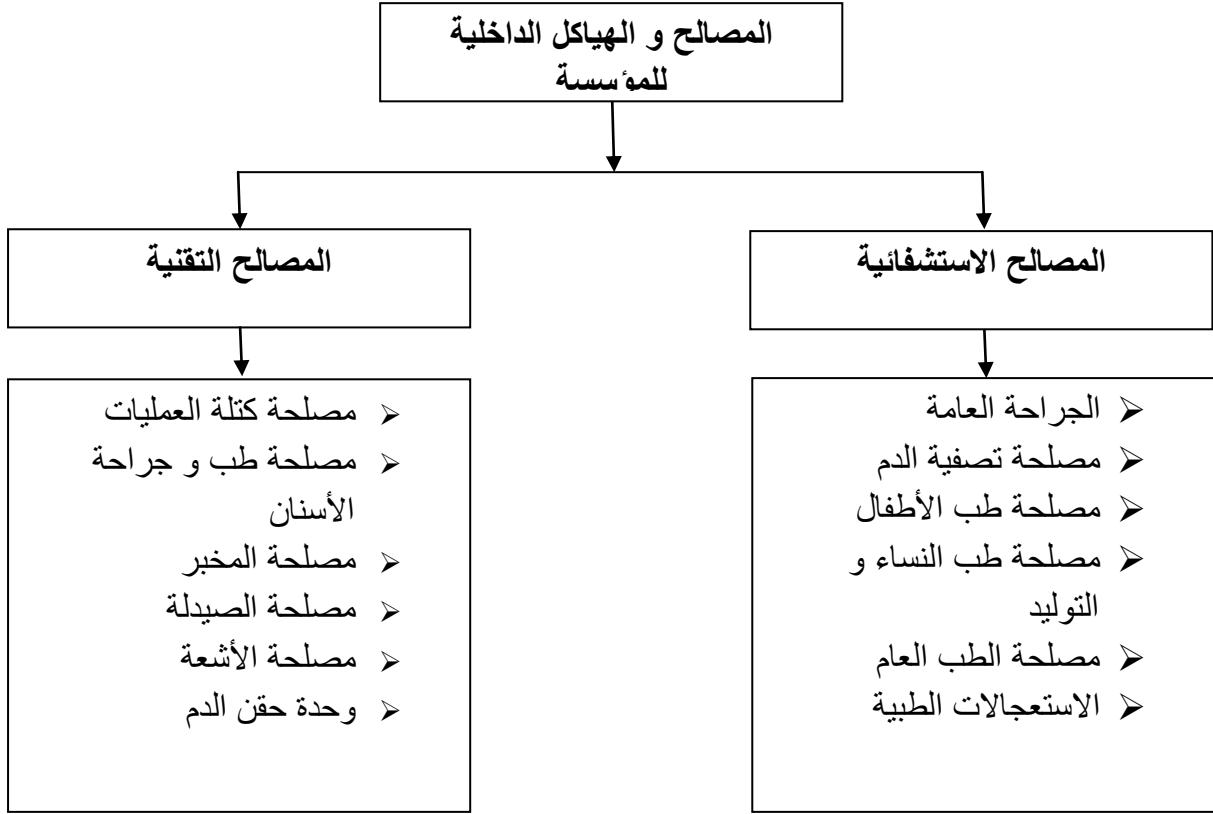 المصالح و الهياكل الداخلية
للمؤسسة
المصالح الاستشفائية
المصالح التقنية
⮚ الجراحة العامة
⮚ مصلحة تصفية الدم
⮚ مصلحة طب الأطفال
⮚ مصلحة طب النساء و
التوليد
⮚ مصلحة الطب العام
⮚ الاستعجالات الطبية
⮚ مصلحة كتلة العمليات
⮚ مصلحة طب و جراحة
الأسنان
⮚ مصلحة المخبر
⮚ مصلحة الصيدلة
⮚ مصلحة الأشعة
⮚ وحدة حقن الدم